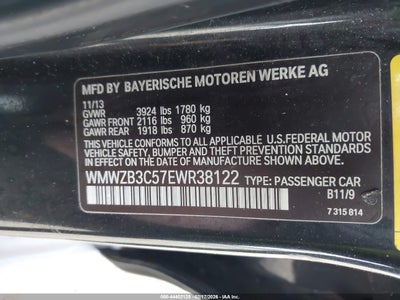 MFD BY BAYERISCHE MOTOREN WERKE AG
11/13
GVWR 3924 lbs 1780 kg
GAWR FRONT 2116 lbs 960 kg
GAWR REAR 1918 lbs 870 kg
THIS VEHICLE CONFORMS TO ALL APPLICABLE U.S. FEDERAL MOTOR
VEHICLE SAFETY, BUMPER, AND THEFT PREVENTION STANDARDS
IN EFFECT ON THE DATE OF MANUFACTURE SHOWN ABOVE.
WMWZB3C57EWR38122 TYPE: PASSENGER CAR
B11/9
7 315 814